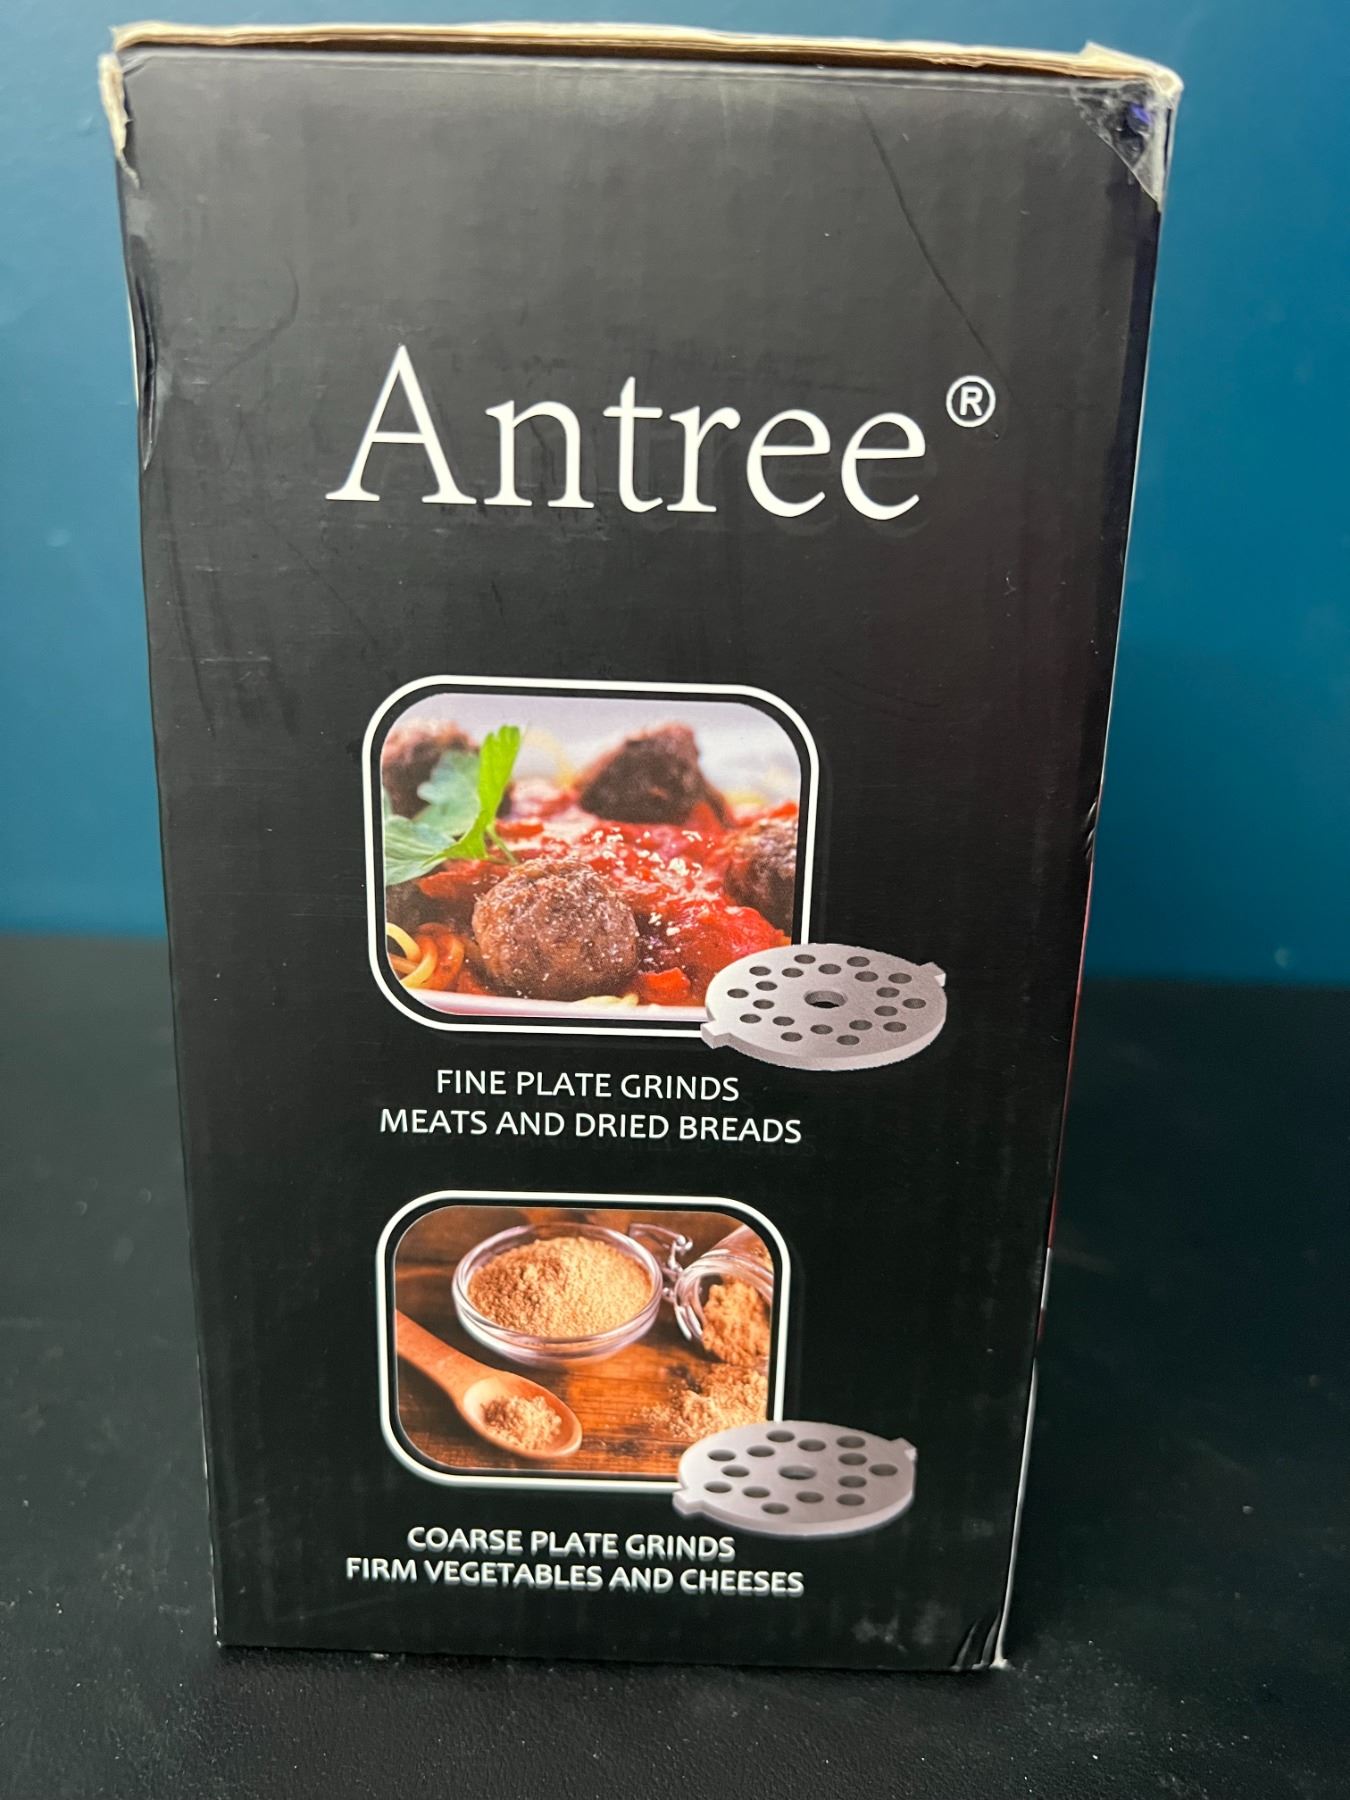 Antree®
FINE PLATE GRINDS
MEATS AND DRIED BREADS
COARSE PLATE GRINDS
FIRM VEGETABLES AND CHEESES